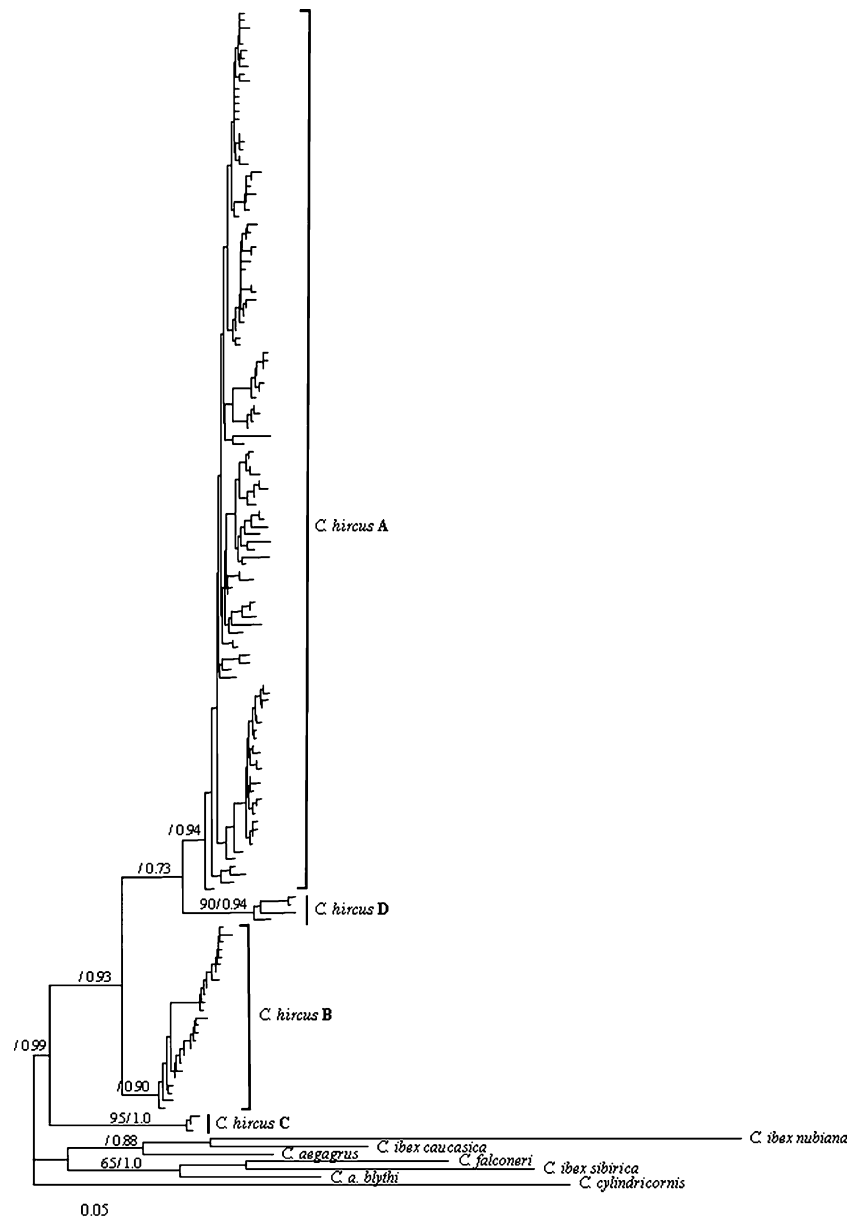 C. hircus A
/ 0.94
/ 0.73
90/0.94
C. hircus D
/ 0.93
C. hircus B
/ 0.99
/ 0.90
95/1.0
C. hircus C
/ 0.88
C. ibex nubiana
C. ibex caucasica
C. aegagrus
C. falconeri
65/1.0
C. ibex sibirica
C. a. blythi
C. cylindricornis
0.05